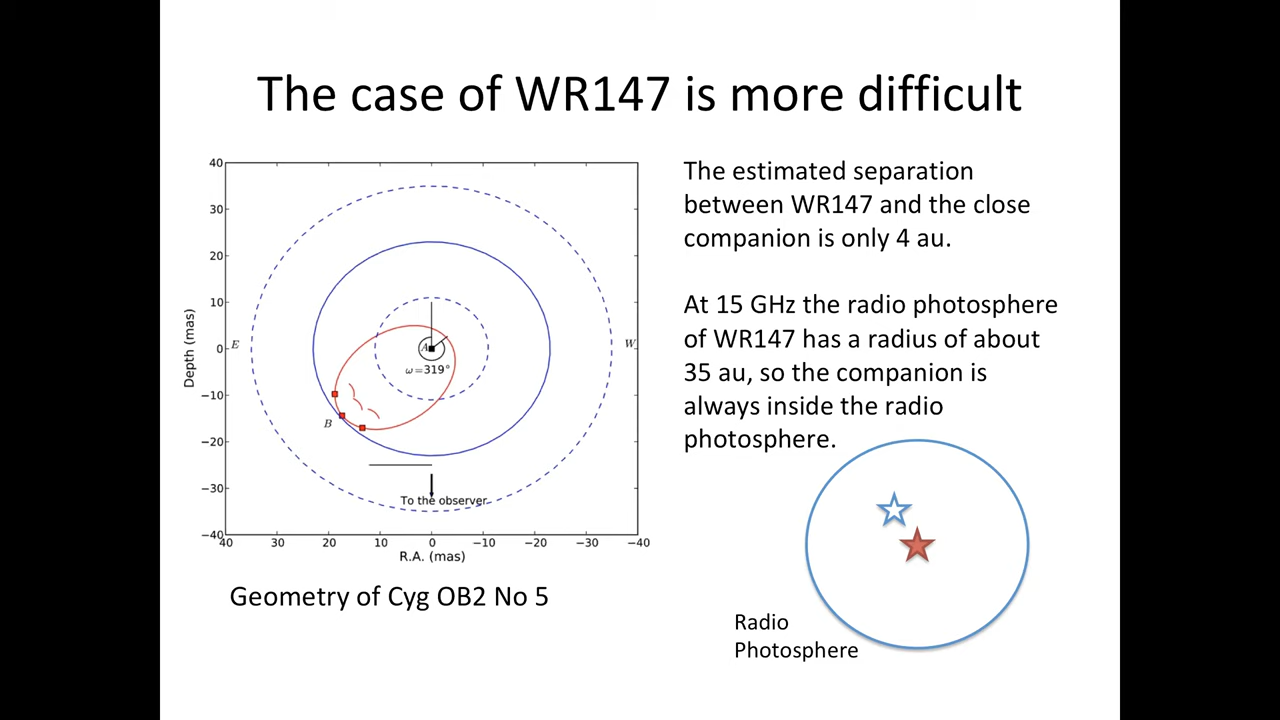 The case of WR147 is more difficult
40
30
20
10
0
−10
−20
−30
−40
Depth (mas)
E
W
A
ω=319°
B
To the observer
40
30
20
10
0
−10
−20
−30
−40
R.A. (mas)
Geometry of Cyg OB2 No 5
The estimated separation
between WR147 and the close
companion is only 4 au.
At 15 GHz the radio photosphere
of WR147 has a radius of about
35 au, so the companion is
always inside the radio
photosphere.
Radio
Photosphere